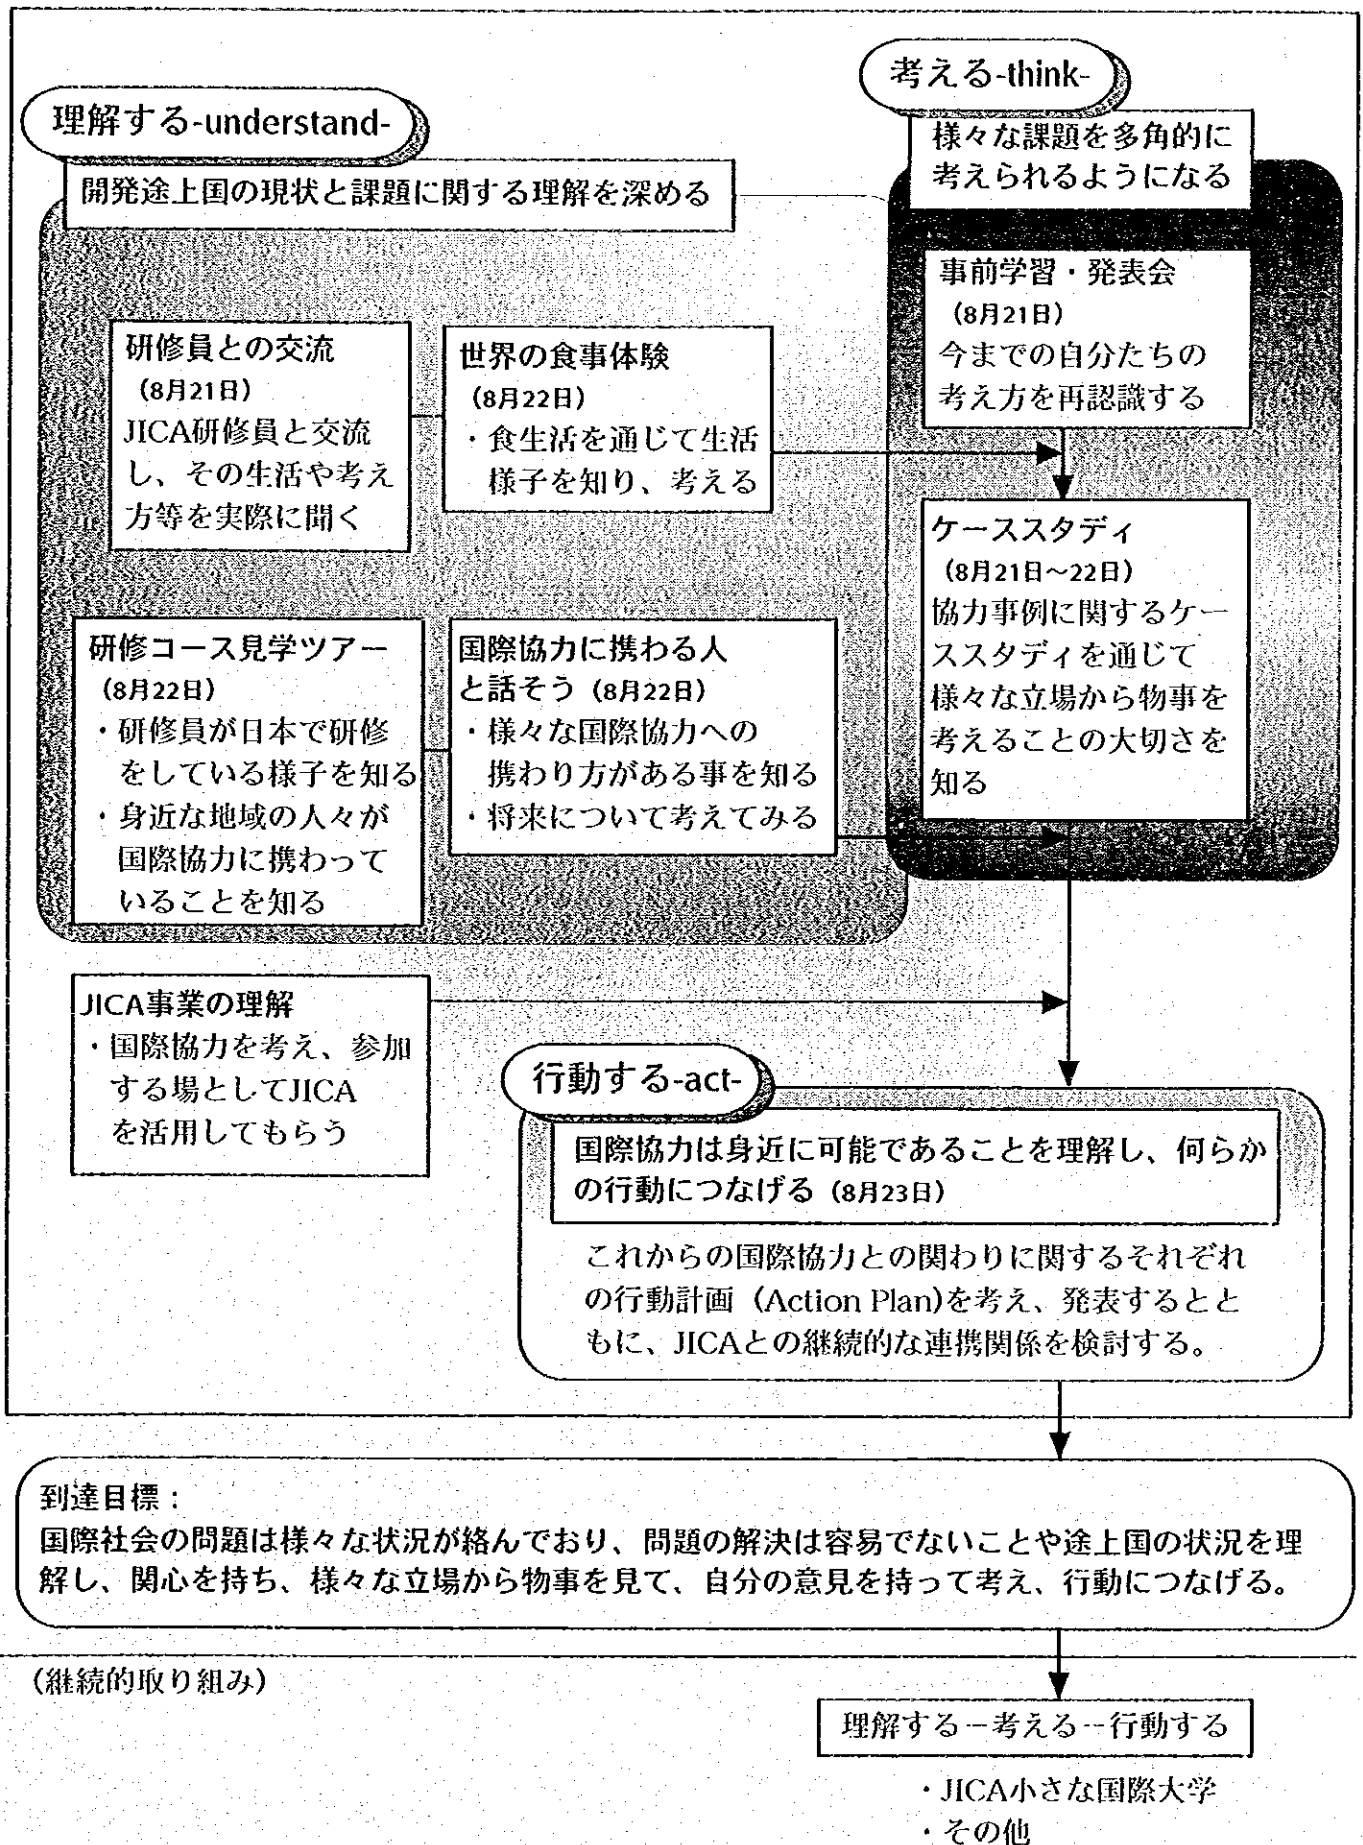 理解する-understand-
開発途上国の現状と課題に関する理解を深める
研修員との交流
(8月21日)
JICA研修員と交流
し、その生活や考え
方等を実際に聞く
世界の食事体験
(8月22日)
・食生活を通じて生活
様子を知り、考える
研修コース見学ツアー
(8月22日)
・研修員が日本で研修
をしている様子を知る
・身近な地域の人々が
国際協力に携わって
いることを知る
国際協力に携わる人
と話そう (8月22日)
・様々な国際協力への
携わり方がある事を知る
・将来について考えてみる
考える-think-
様々な課題を多角的に
考えられるようになる
事前学習・発表会
(8月21日)
今までの自分たちの
考え方を再認識する
ケーススタディ
(8月21日～22日)
協力事例に関するケー
ススタディを通じて
様々な立場から物事を
考えることの大切さを
知る
JICA事業の理解
・国際協力を考え、参加
する場としてJICA
を活用してもらう
行動する-act-
国際協力は身近に可能であることを理解し、何らか
の行動につなげる (8月23日)
これからの国際協力との関わりに関するそれぞれ
の行動計画 (Action Plan)を考え、発表するとと
もに、JICAとの継続的な連携関係を検討する。
到達目標：
国際社会の問題は様々な状況が絡んでおり、問題の解決は容易でないことや途上国の状況を理
解し、関心を持ち、様々な立場から物事を見て、自分の意見を持って考え、行動につなげる。
(継続的取り組み)
理解する－考える－行動する
・JICA小さな国際大学
・その他